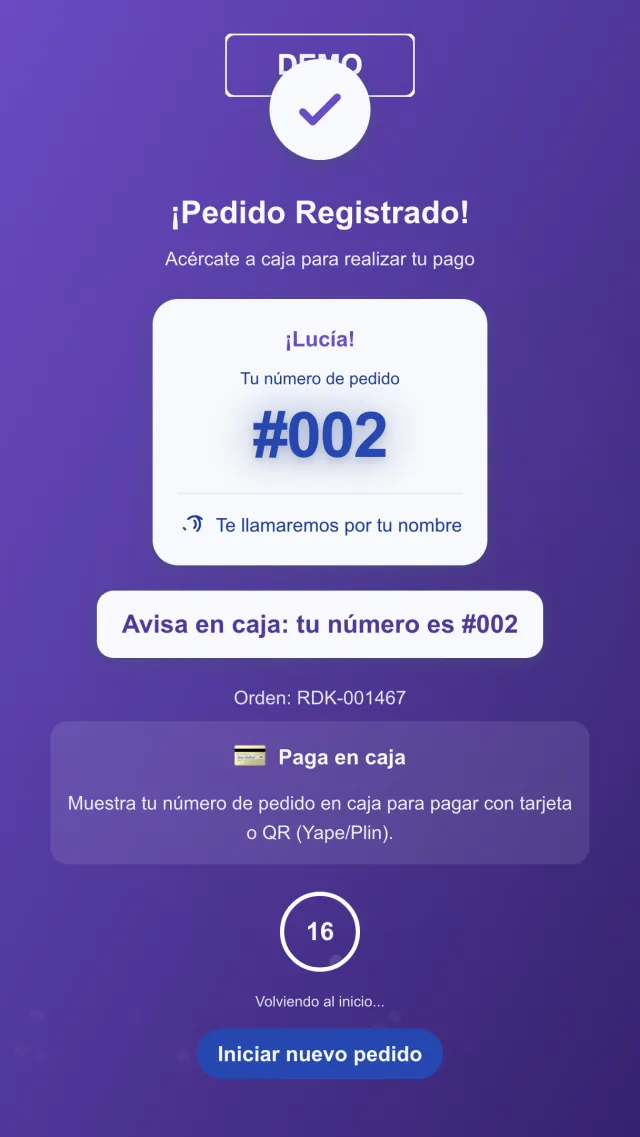 DEMO
¡Pedido Registrado!
Acércate a caja para realizar tu pago
¡Lucía!
Tu número de pedido
#002
Te llamaremos por tu nombre
Avisa en caja: tu número es #002
Orden: RDK-001467
Paga en caja
Muestra tu número de pedido en caja para pagar con tarjeta
o QR (Yape/Plin).
16
Volviendo al inicio...
Iniciar nuevo pedido